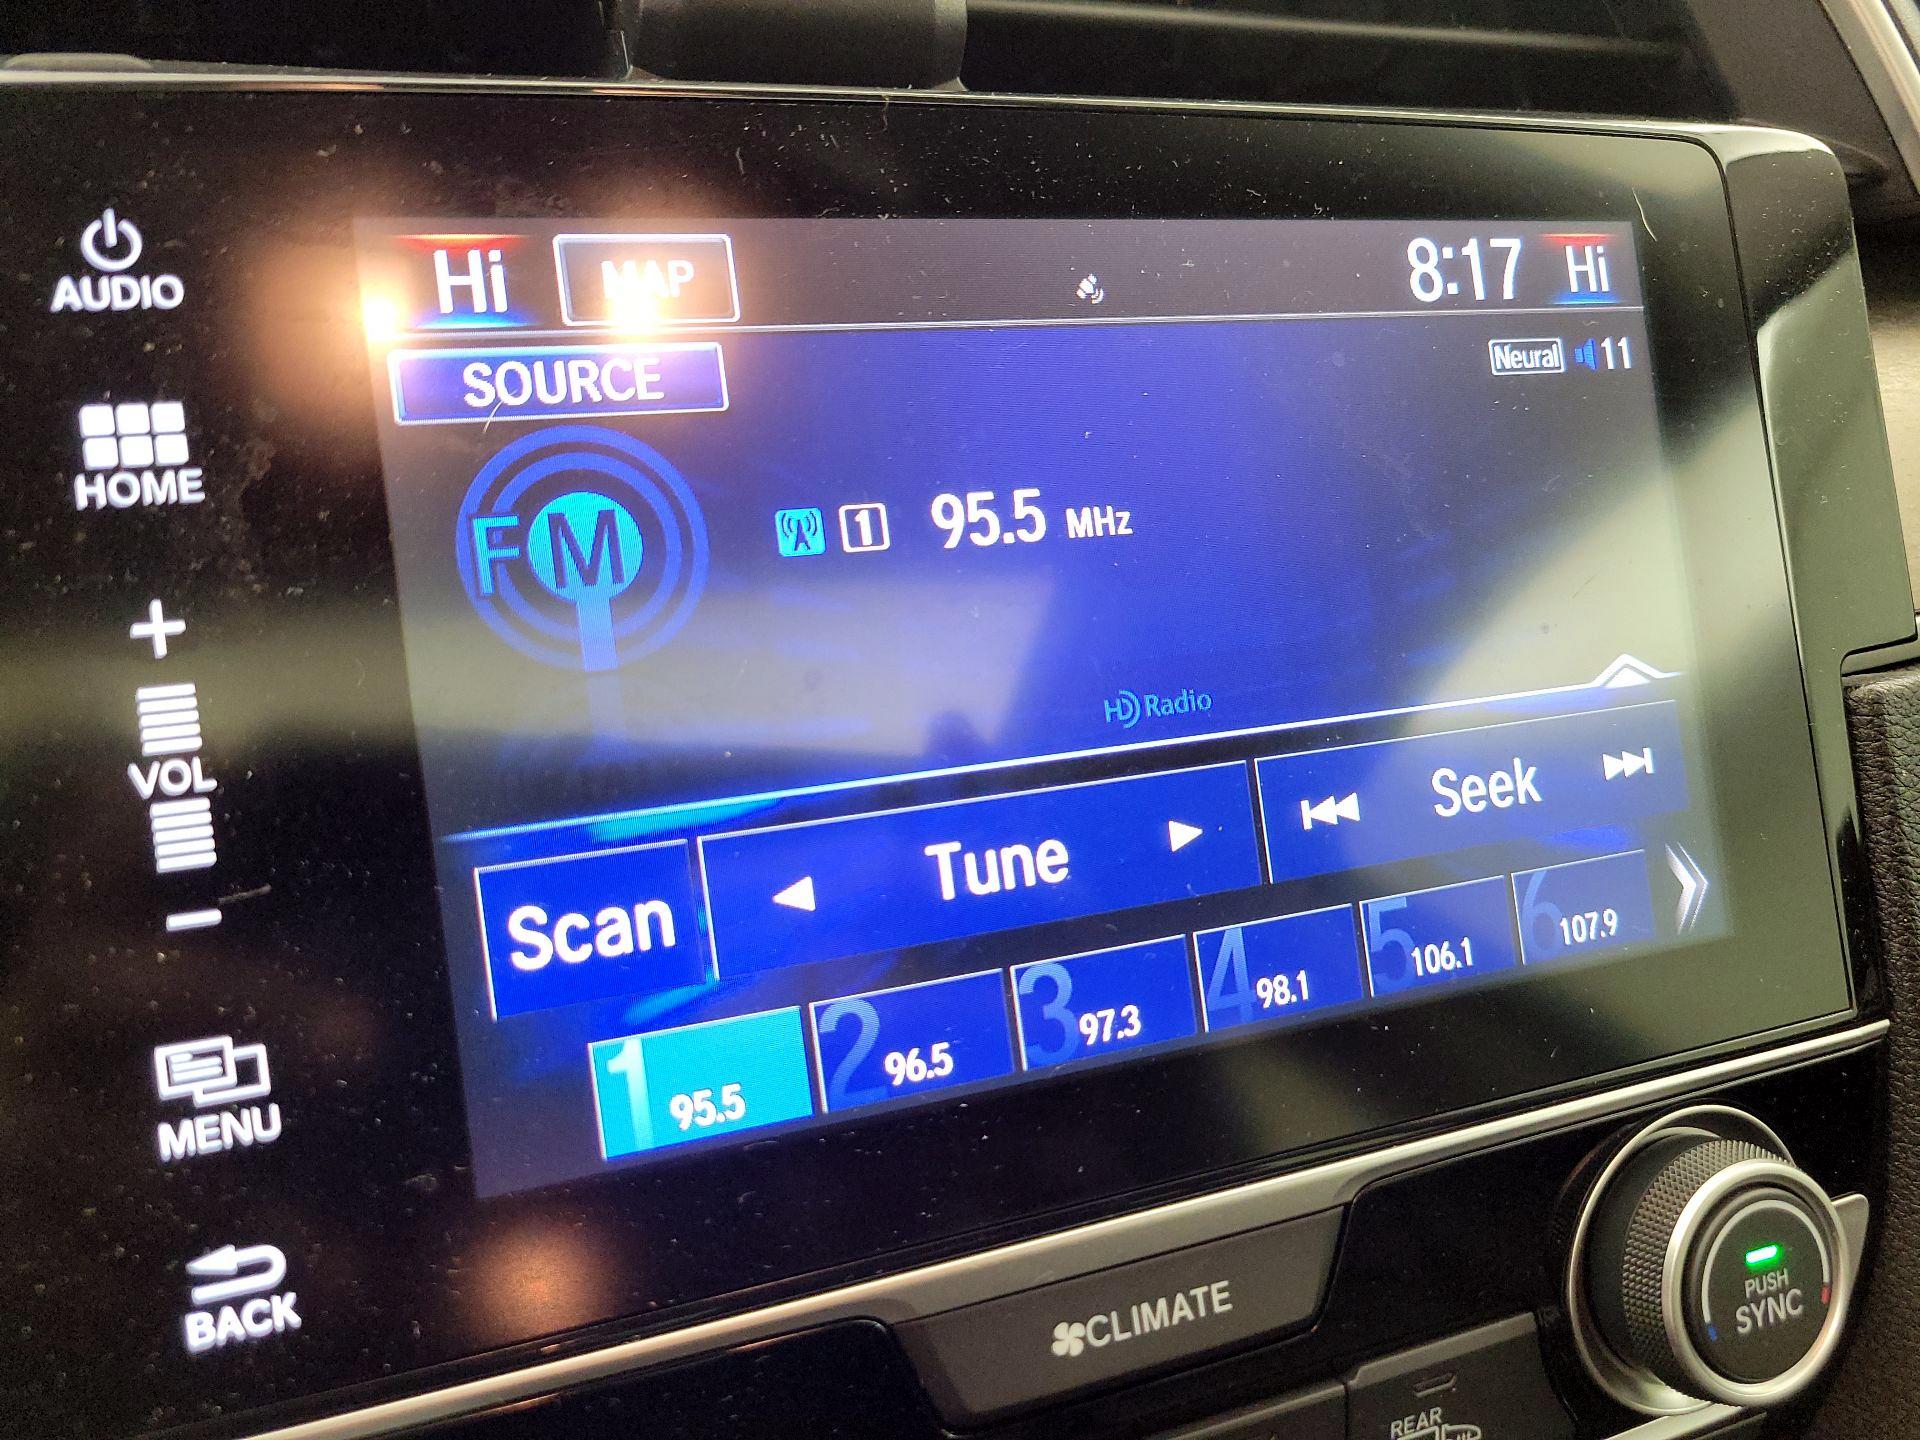 AUDIO
HOME
+
VOL
–
MENU
BACK
Hi
MAP
8:17
Hi
SOURCE
Neural 11
FM
1 95.5 MHz
HD Radio
Scan
Tune
Seek
1 95.5
2 96.5
3 97.3
4 98.1
5 106.1
6 107.9
CLIMATE
PUSH
SYNC
REAR